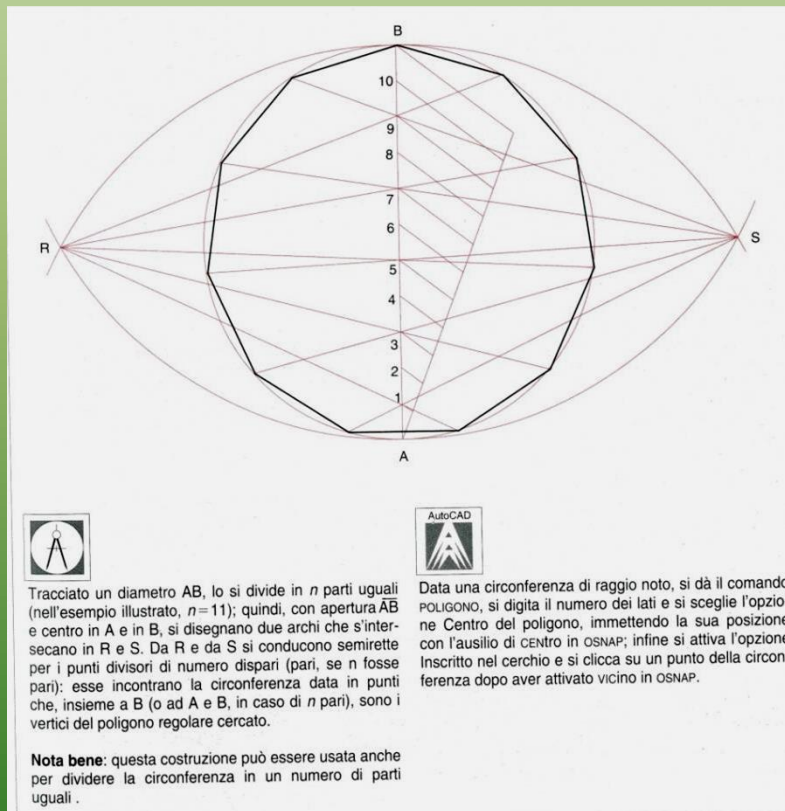 B
10
9
8
7
R
S
6
5
4
3
2
1
A
Tracciato un diametro AB, lo si divide in n parti uguali
(nell'esempio illustrato, n=11); quindi, con apertura AB
e centro in A e in B, si disegnano due archi che s'inter-
secano in R e S. Da R e da S si conducono semirette
per i punti divisori di numero dispari (pari, se n fosse
pari): esse incontrano la circonferenza data in punti
che, insieme a B (o ad A e B, in caso di n pari), sono i
vertici del poligono regolare cercato.
Nota bene: questa costruzione può essere usata anche
per dividere la circonferenza in un numero di parti
uguali .
AutoCAD
Data una circonferenza di raggio noto, si dà il comando
POLIGONO, si digita il numero dei lati e si sceglie l'opzio-
ne Centro del poligono, immettendo la sua posizione
con l'ausilio di CENtro in OSNAP; infine si attiva l'opzione
Inscritto nel cerchio e si clicca su un punto della circon-
ferenza dopo aver attivato VICino in OSNAP.